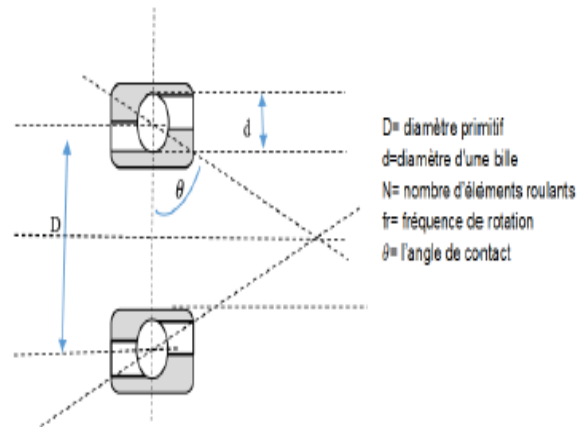 d
θ
D
D= diamètre primitif
d=diamètre d'une bille
N= nombre d'éléments roulants
fr= fréquence de rotation
θ= l'angle de contact